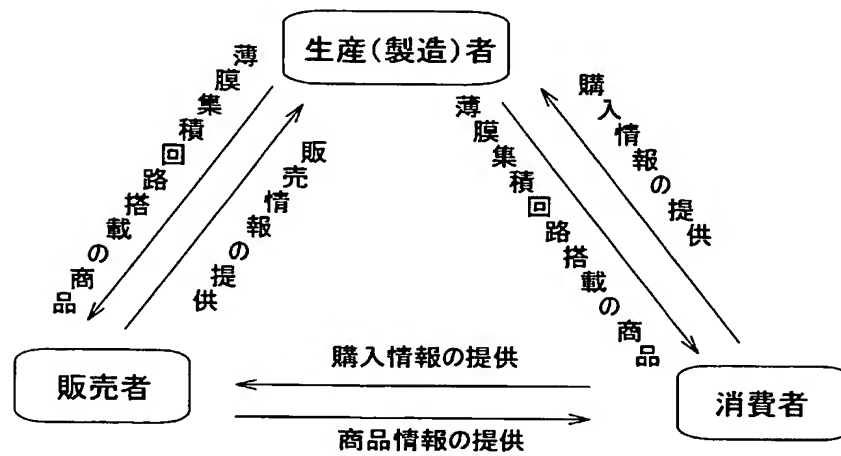 生産(製造)者
薄膜集積回路搭載の商品
販売情報の提供
薄膜集積回路搭載の商品
購入情報の提供
販売者
購入情報の提供
商品情報の提供
消費者